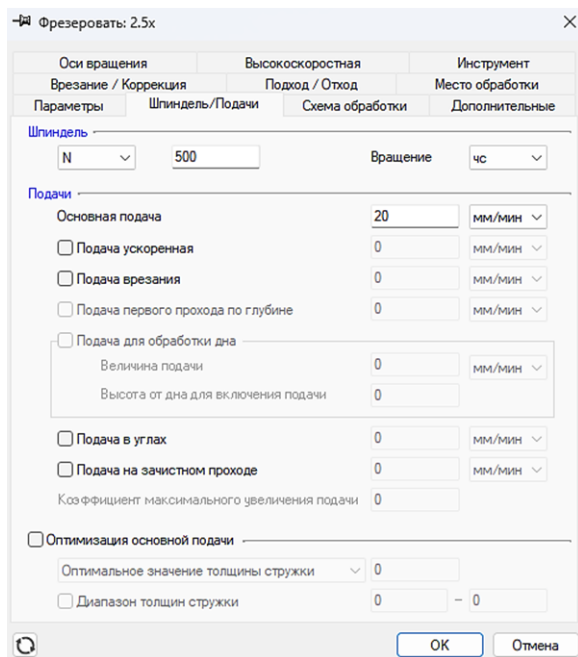 Фрезеровать: 2.5x
Оси вращения Высокоскоростная Инструмент
Врезание / Коррекция Подход / Отход Место обработки
Параметры Шпиндель/Подачи Схема обработки Дополнительные
Шпиндель
N 500 Вращение чс
Подачи
Основная подача 20 мм/мин
Подача ускоренная 0 мм/мин
Подача врезания 0 мм/мин
Подача первого прохода по глубине 0 мм/мин
Подача для обработки дна
Величина подачи 0 мм/мин
Высота от дна для включения подачи 0
Подача в углах 0 мм/мин
Подача на зачистном проходе 0 мм/мин
Коэффициент максимального увеличения подачи 0
Оптимизация основной подачи
Оптимальное значение толщины стружки 0
Диапазон толщин стружки 0 – 0
OK Отмена